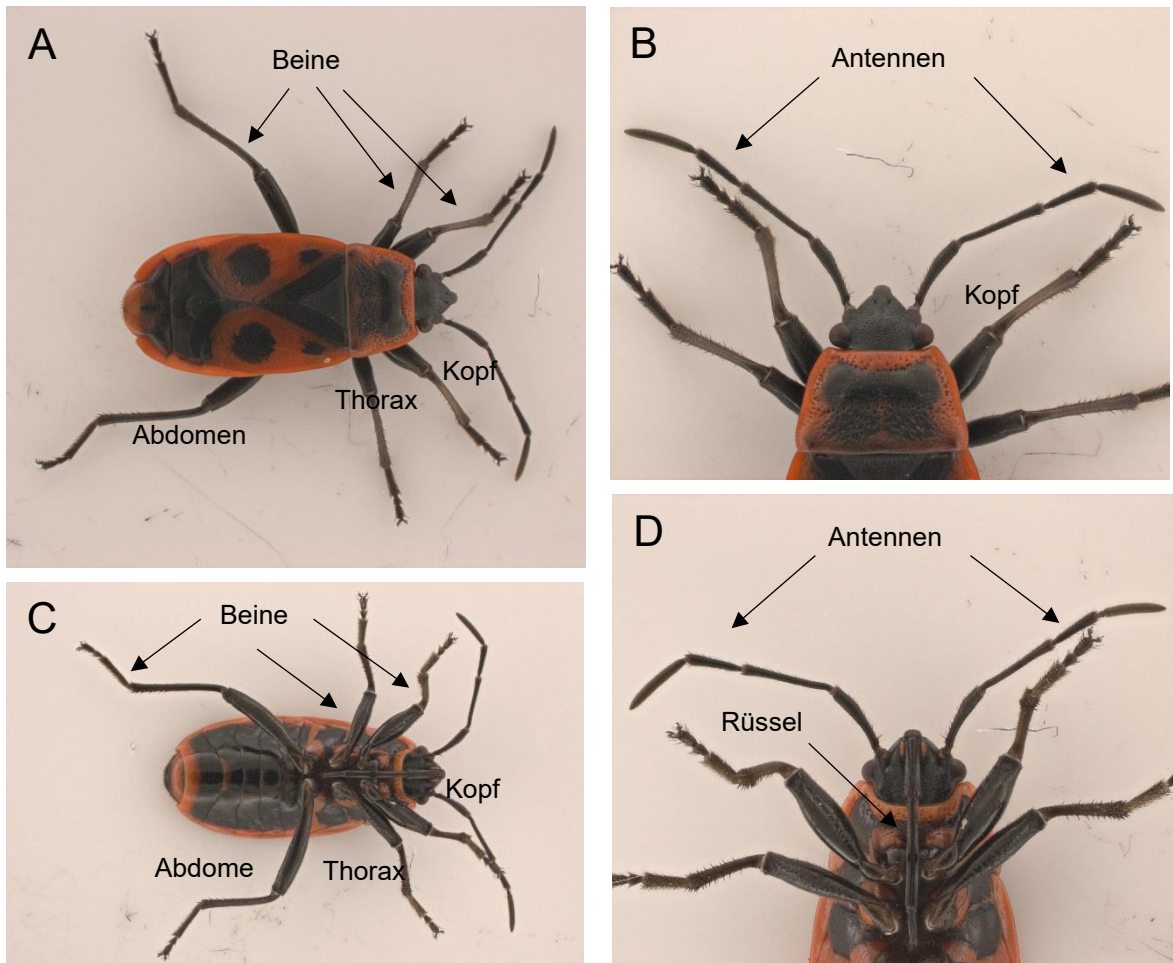 A
Beine
Kopf
Thorax
Abdomen
B
Antennen
Kopf
C
Beine
Kopf
Abdome
Thorax
D
Antennen
Rüssel